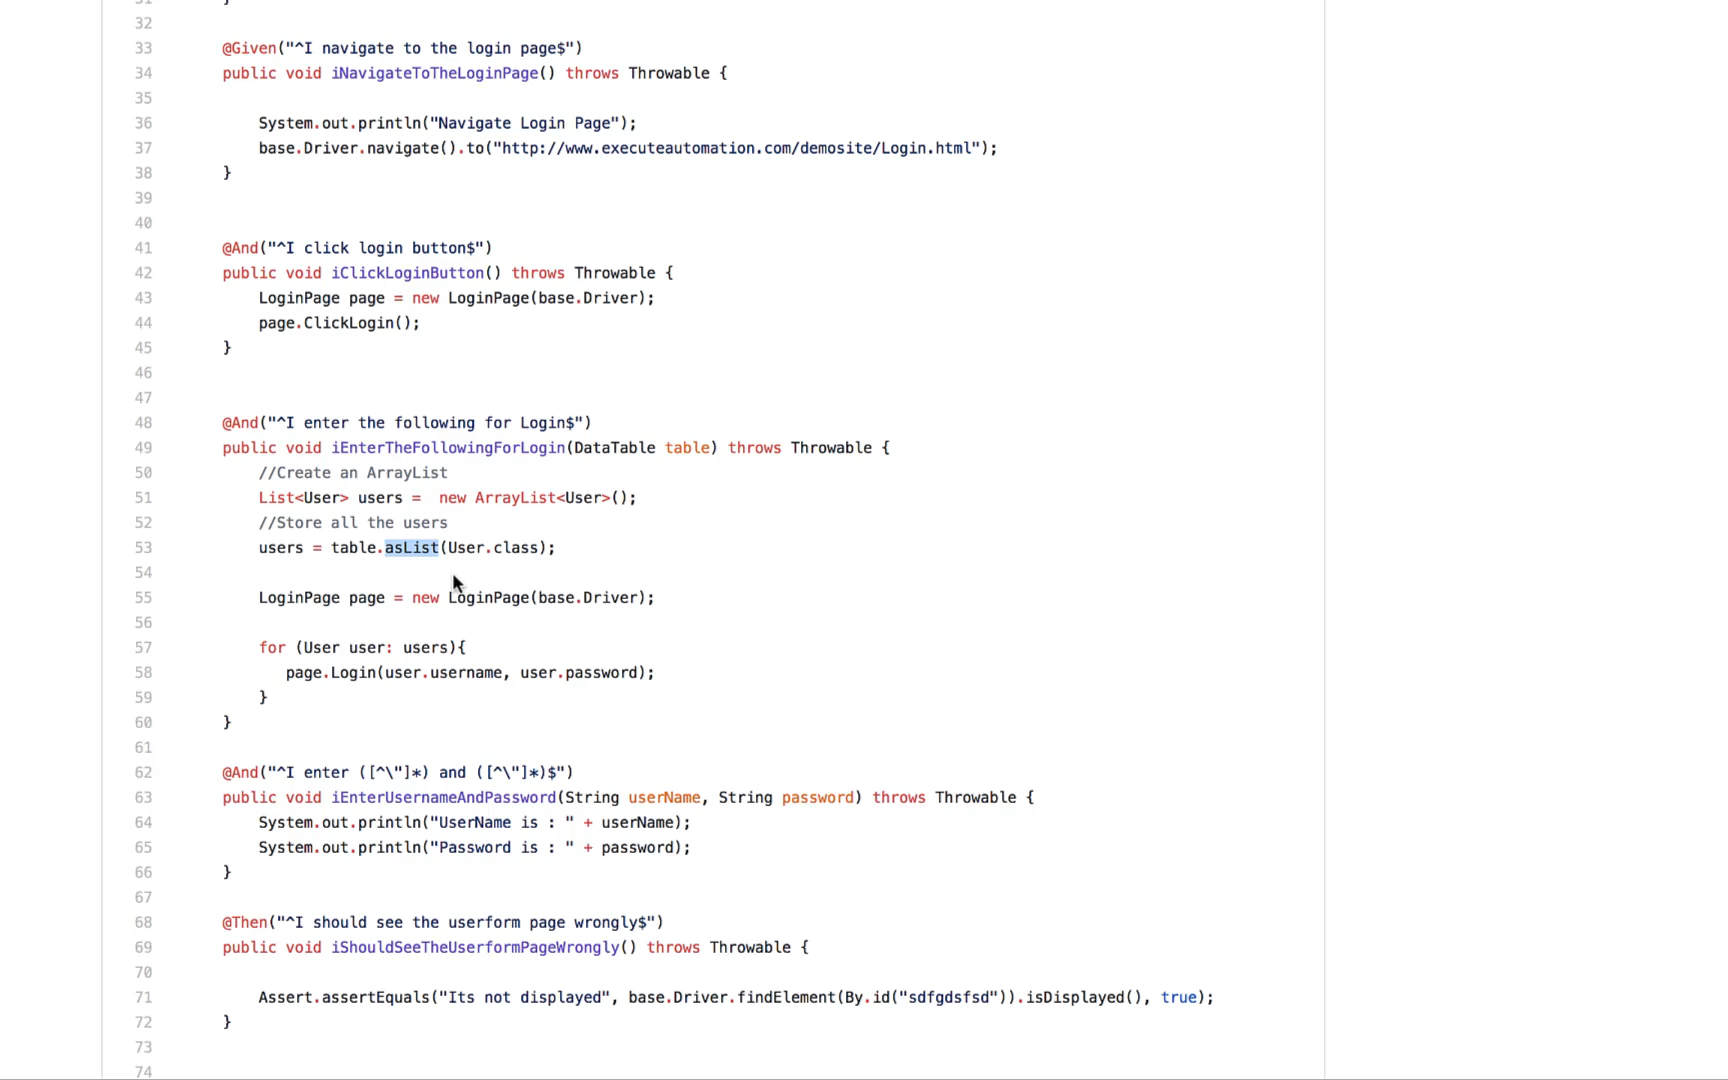 32
33 @Given("^I navigate to the login page$")
34 public void iNavigateToTheLoginPage() throws Throwable {
35
36 System.out.println("Navigate Login Page");
37 base.Driver.navigate().to("http://www.executeautomation.com/demosite/Login.html");
38 }
39
40
41 @And("^I click login button$")
42 public void iClickLoginButton() throws Throwable {
43 LoginPage page = new LoginPage(base.Driver);
44 page.ClickLogin();
45 }
46
47
48 @And("^I enter the following for Login$")
49 public void iEnterTheFollowingForLogin(DataTable table) throws Throwable {
50 //Create an ArrayList
51 List<User> users =  new ArrayList<User>();
52 //Store all the users
53 users = table.asList(User.class);
54
55 LoginPage page = new LoginPage(base.Driver);
56
57 for (User user: users){
58 page.Login(user.username, user.password);
59 }
60 }
61
62 @And("^I enter ([^\"]*) and ([^\"]*)$")
63 public void iEnterUsernameAndPassword(String userName, String password) throws Throwable {
64 System.out.println("UserName is : " + userName);
65 System.out.println("Password is : " + password);
66 }
67
68 @Then("^I should see the userform page wrongly$")
69 public void iShouldSeeTheUserformPageWrongly() throws Throwable {
70
71 Assert.assertEquals("Its not displayed", base.Driver.findElement(By.id("sdfgdsfsd")).isDisplayed(), true);
72 }
73
74